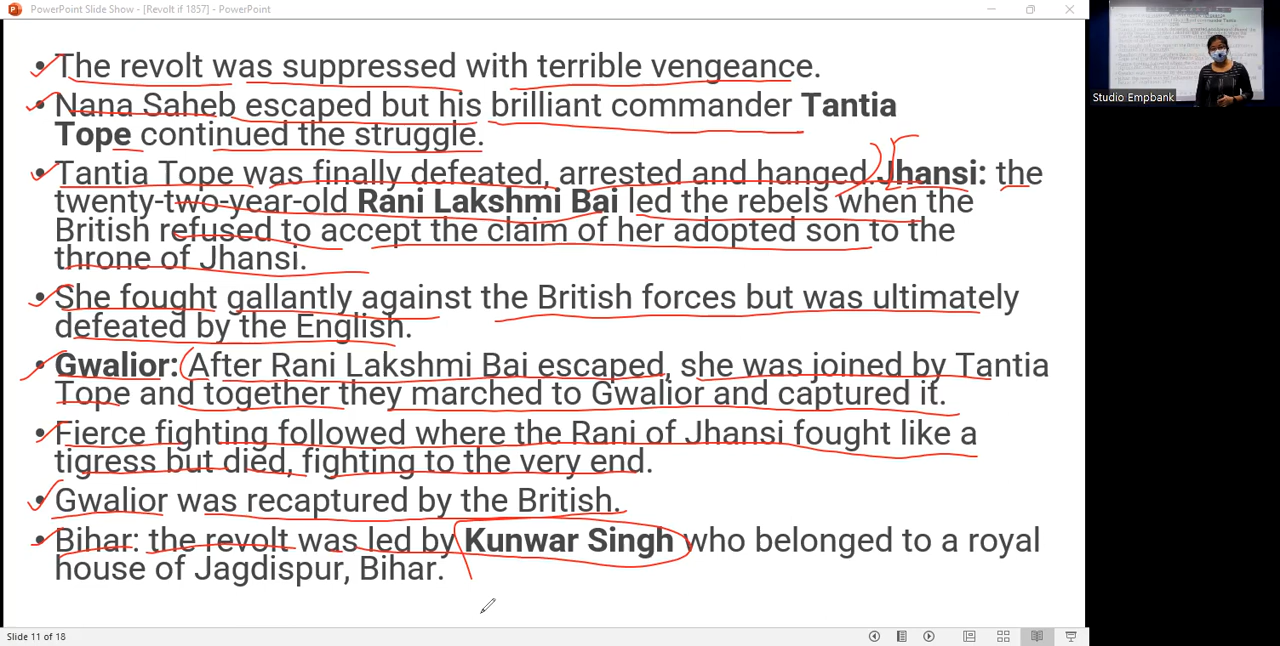 PowerPoint Slide Show - [Revolt if 1857] - PowerPoint
• The revolt was suppressed with terrible vengeance.
• Nana Saheb escaped but his brilliant commander Tantia
Tope continued the struggle.
• Tantia Tope was finally defeated, arrested and hanged.Jhansi: the
twenty-two-year-old Rani Lakshmi Bai led the rebels when the
British refused to accept the claim of her adopted son to the
throne of Jhansi.
• She fought gallantly against the British forces but was ultimately
defeated by the English.
• Gwalior: After Rani Lakshmi Bai escaped, she was joined by Tantia
Tope and together they marched to Gwalior and captured it.
• Fierce fighting followed where the Rani of Jhansi fought like a
tigress but died, fighting to the very end.
• Gwalior was recaptured by the British.
• Bihar: the revolt was led by Kunwar Singh who belonged to a royal
house of Jagdispur, Bihar.
Slide 11 of 18
Studio Empbank